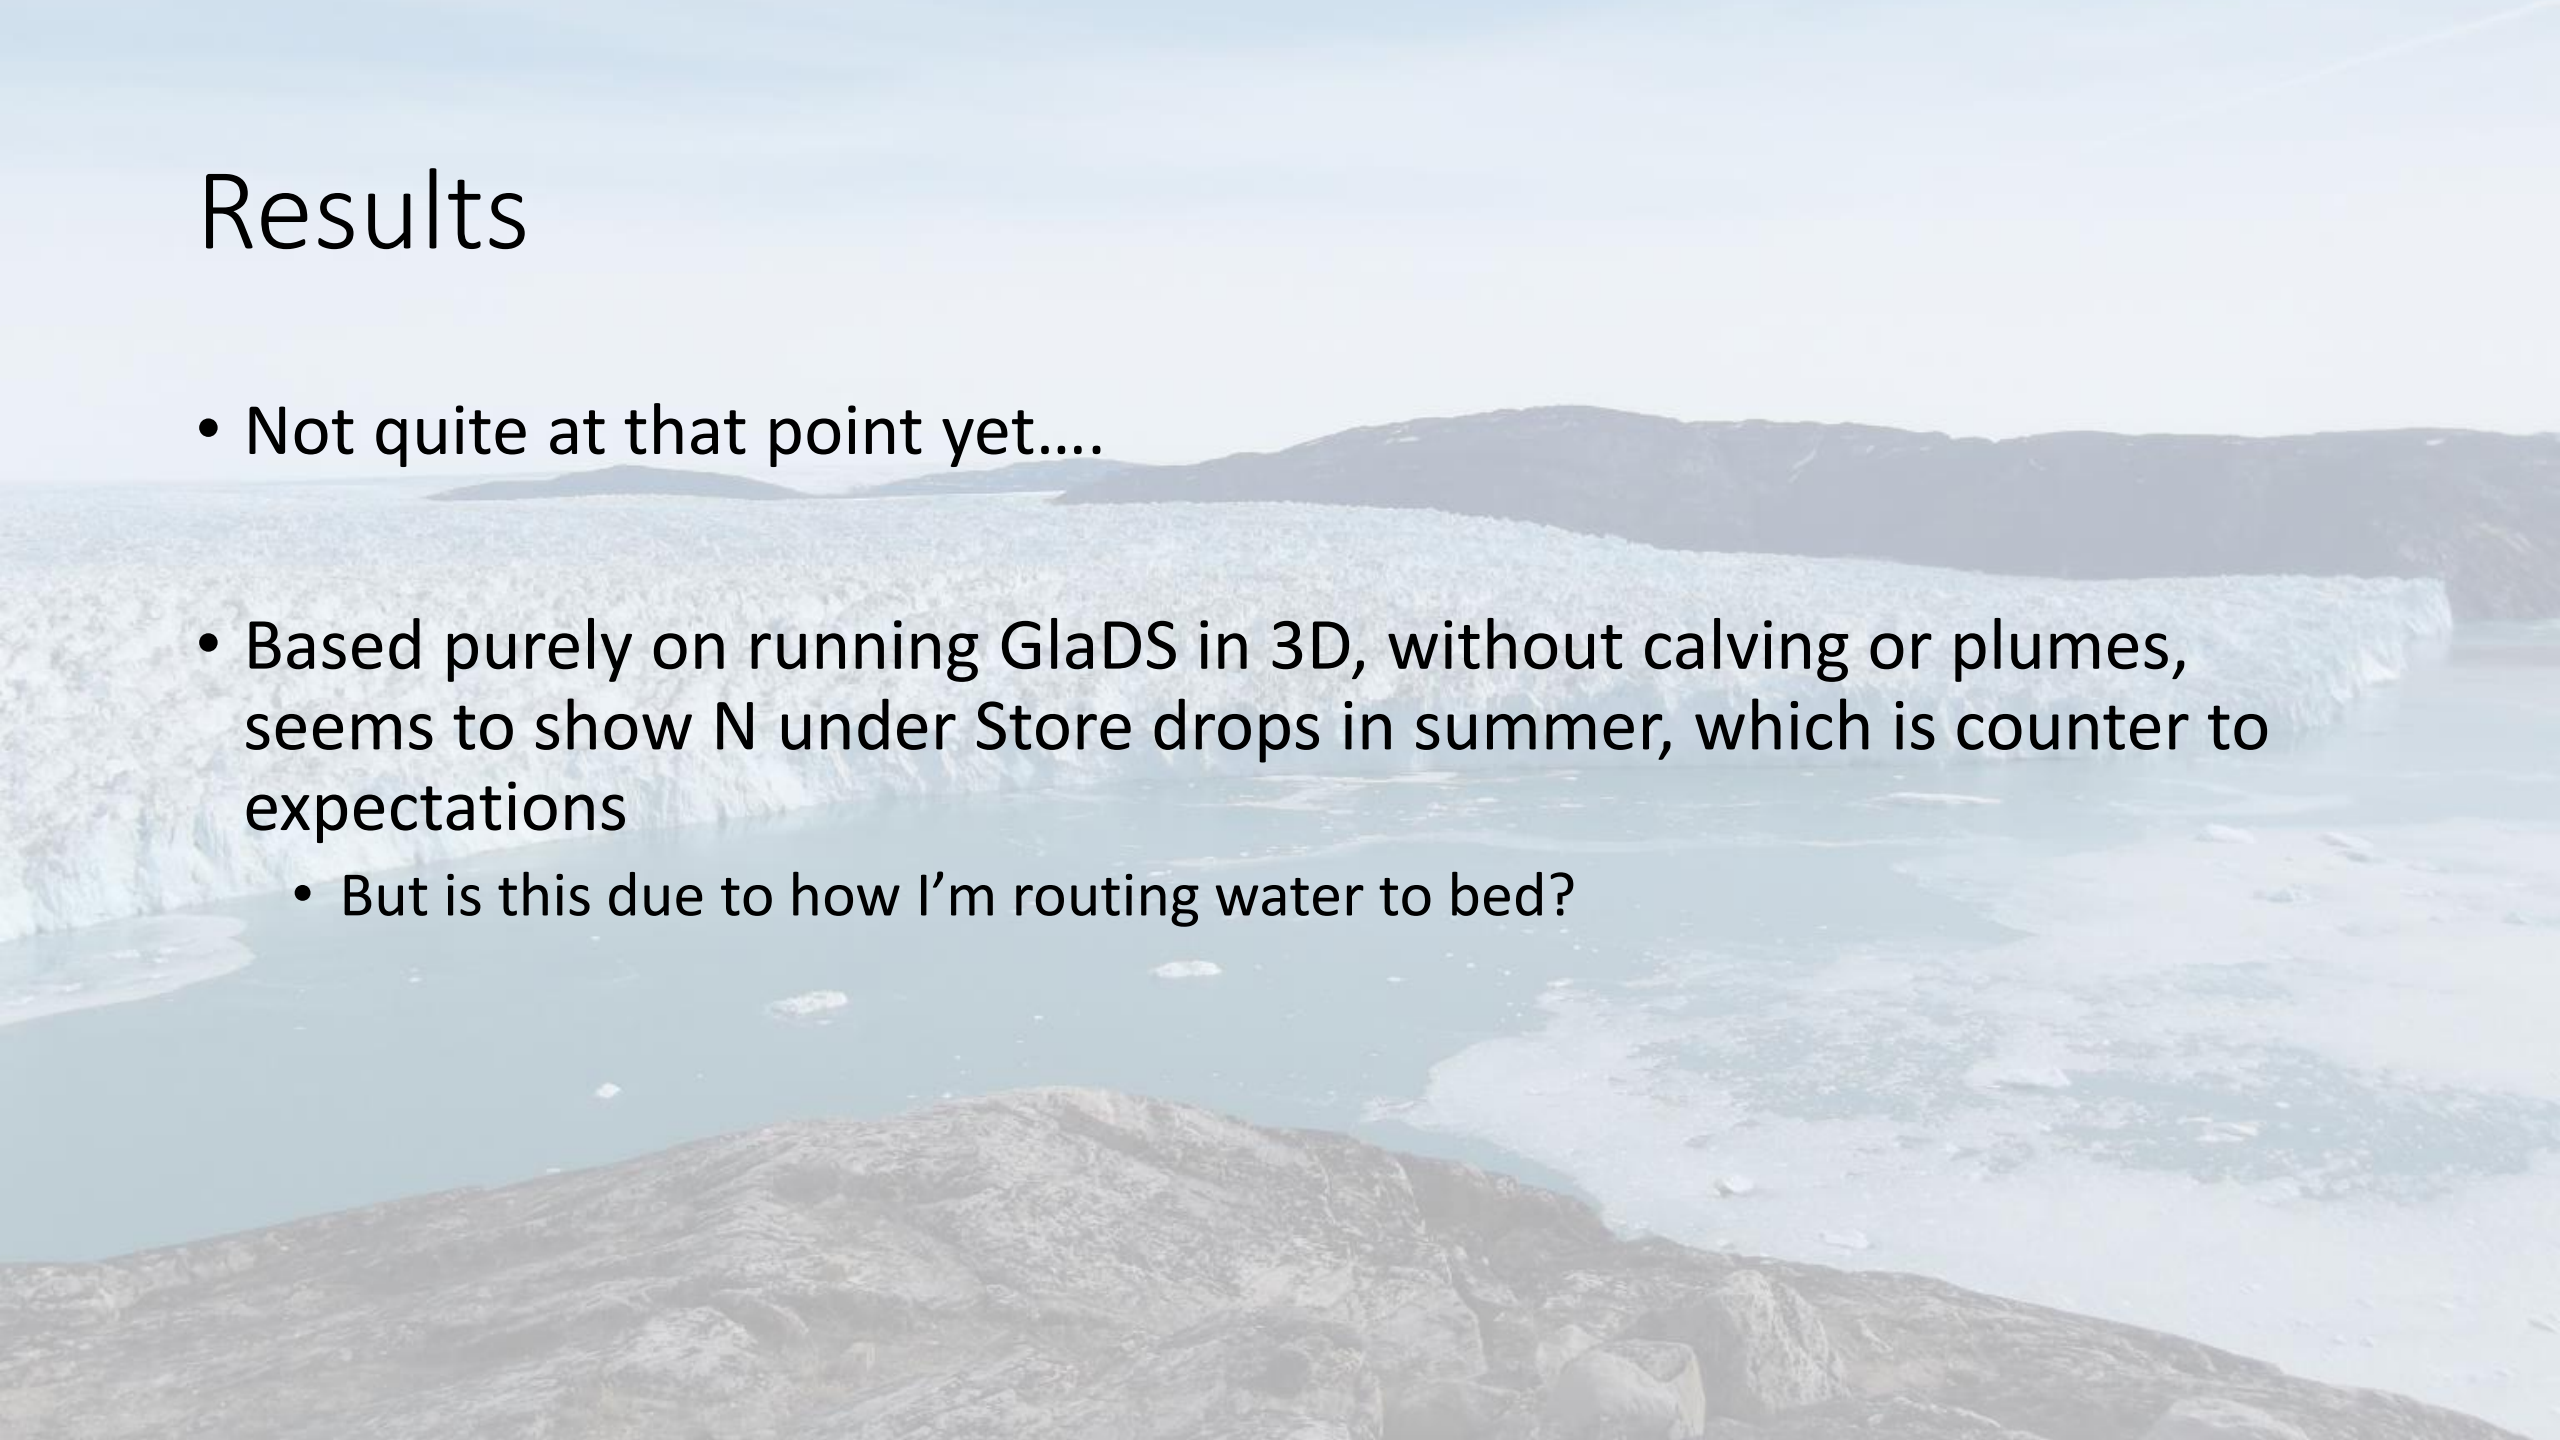 Results
• Not quite at that point yet….
• Based purely on running GlaDS in 3D, without calving or plumes,
seems to show N under Store drops in summer, which is counter to
expectations
• But is this due to how I’m routing water to bed?